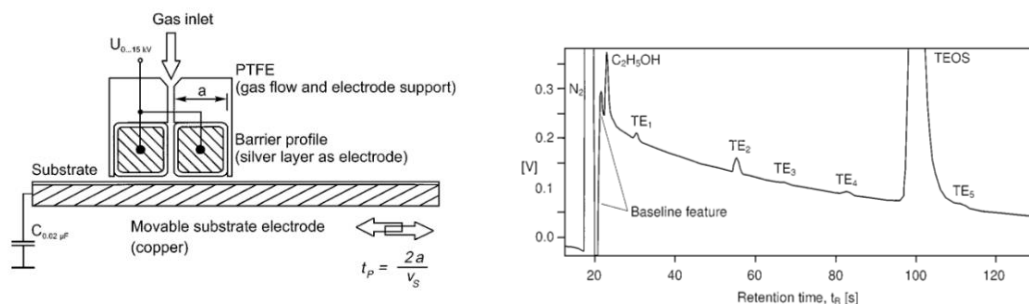 Gas inlet
U0...15 kV
PTFE
(gas flow and electrode support)
a
Barrier profile
(silver layer as electrode)
Substrate
Movable substrate electrode
(copper)
C0.02 µF
tP = 2a / vS
C2H5OH
TEOS
N2
0.3
TE1
0.2
TE2
[V]
TE3
TE4
TE5
0.1
Baseline feature
0.0
20 40 60 80 100 120
Retention time, tR [s]